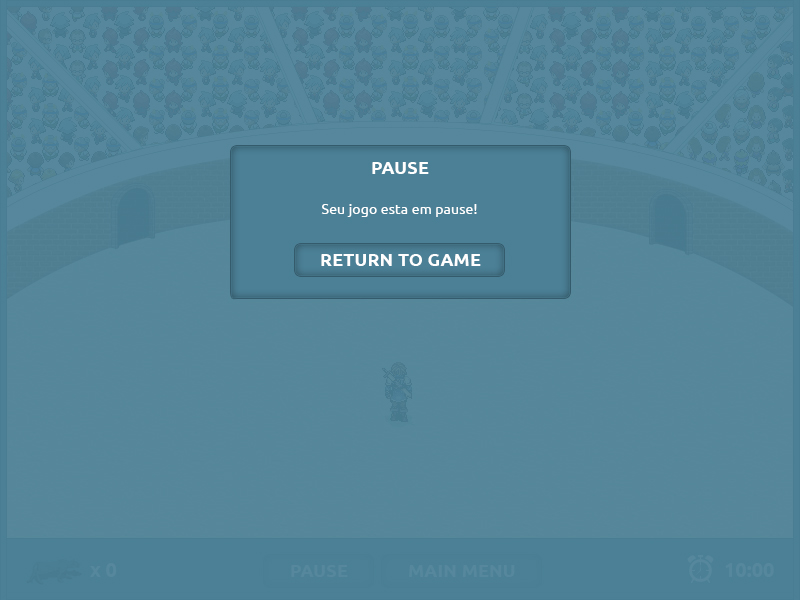 PAUSE
Seu jogo esta em pause!
RETURN TO GAME
x 0
PAUSE
MAIN MENU
10:00